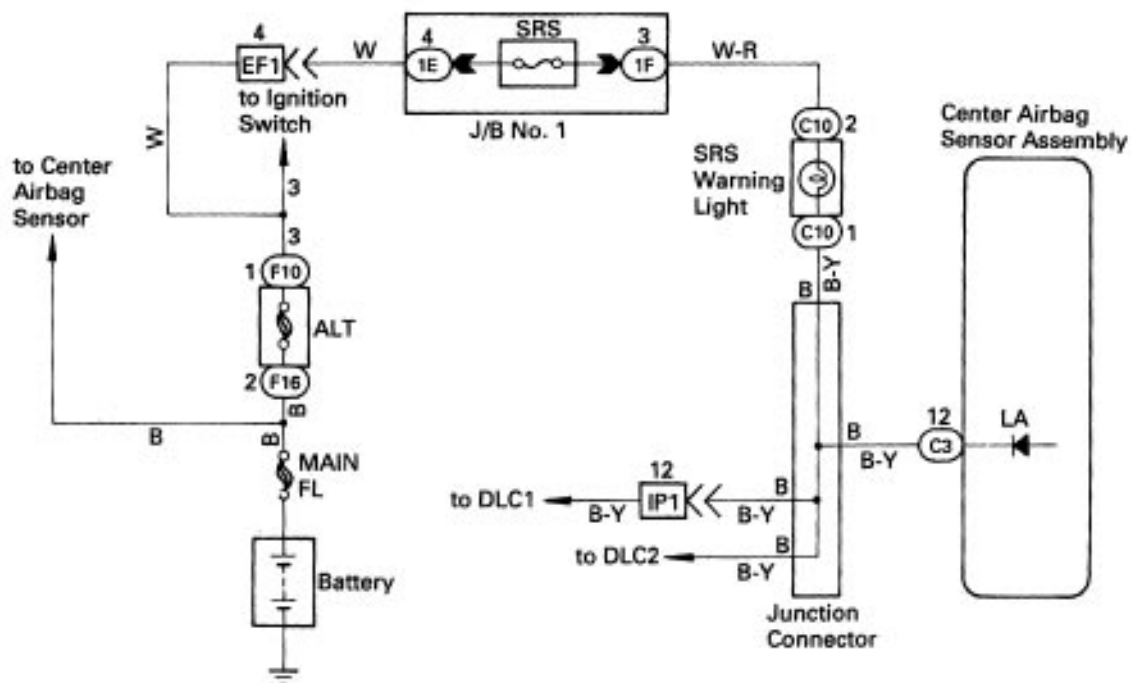 4
EF1
W
4
1E
SRS
3
1F
W-R
J/B No. 1
to Ignition
Switch
W
3
3
to Center
Airbag
Sensor
1
F10
ALT
2
F16
B
B
B
MAIN
FL
Battery
C10
2
SRS
Warning
Light
C10
1
B
B-Y
Center Airbag
Sensor Assembly
B
B-Y
12
C3
LA
to DLC1
B-Y
12
IP1
B
B-Y
to DLC2
B
B-Y
Junction
Connector